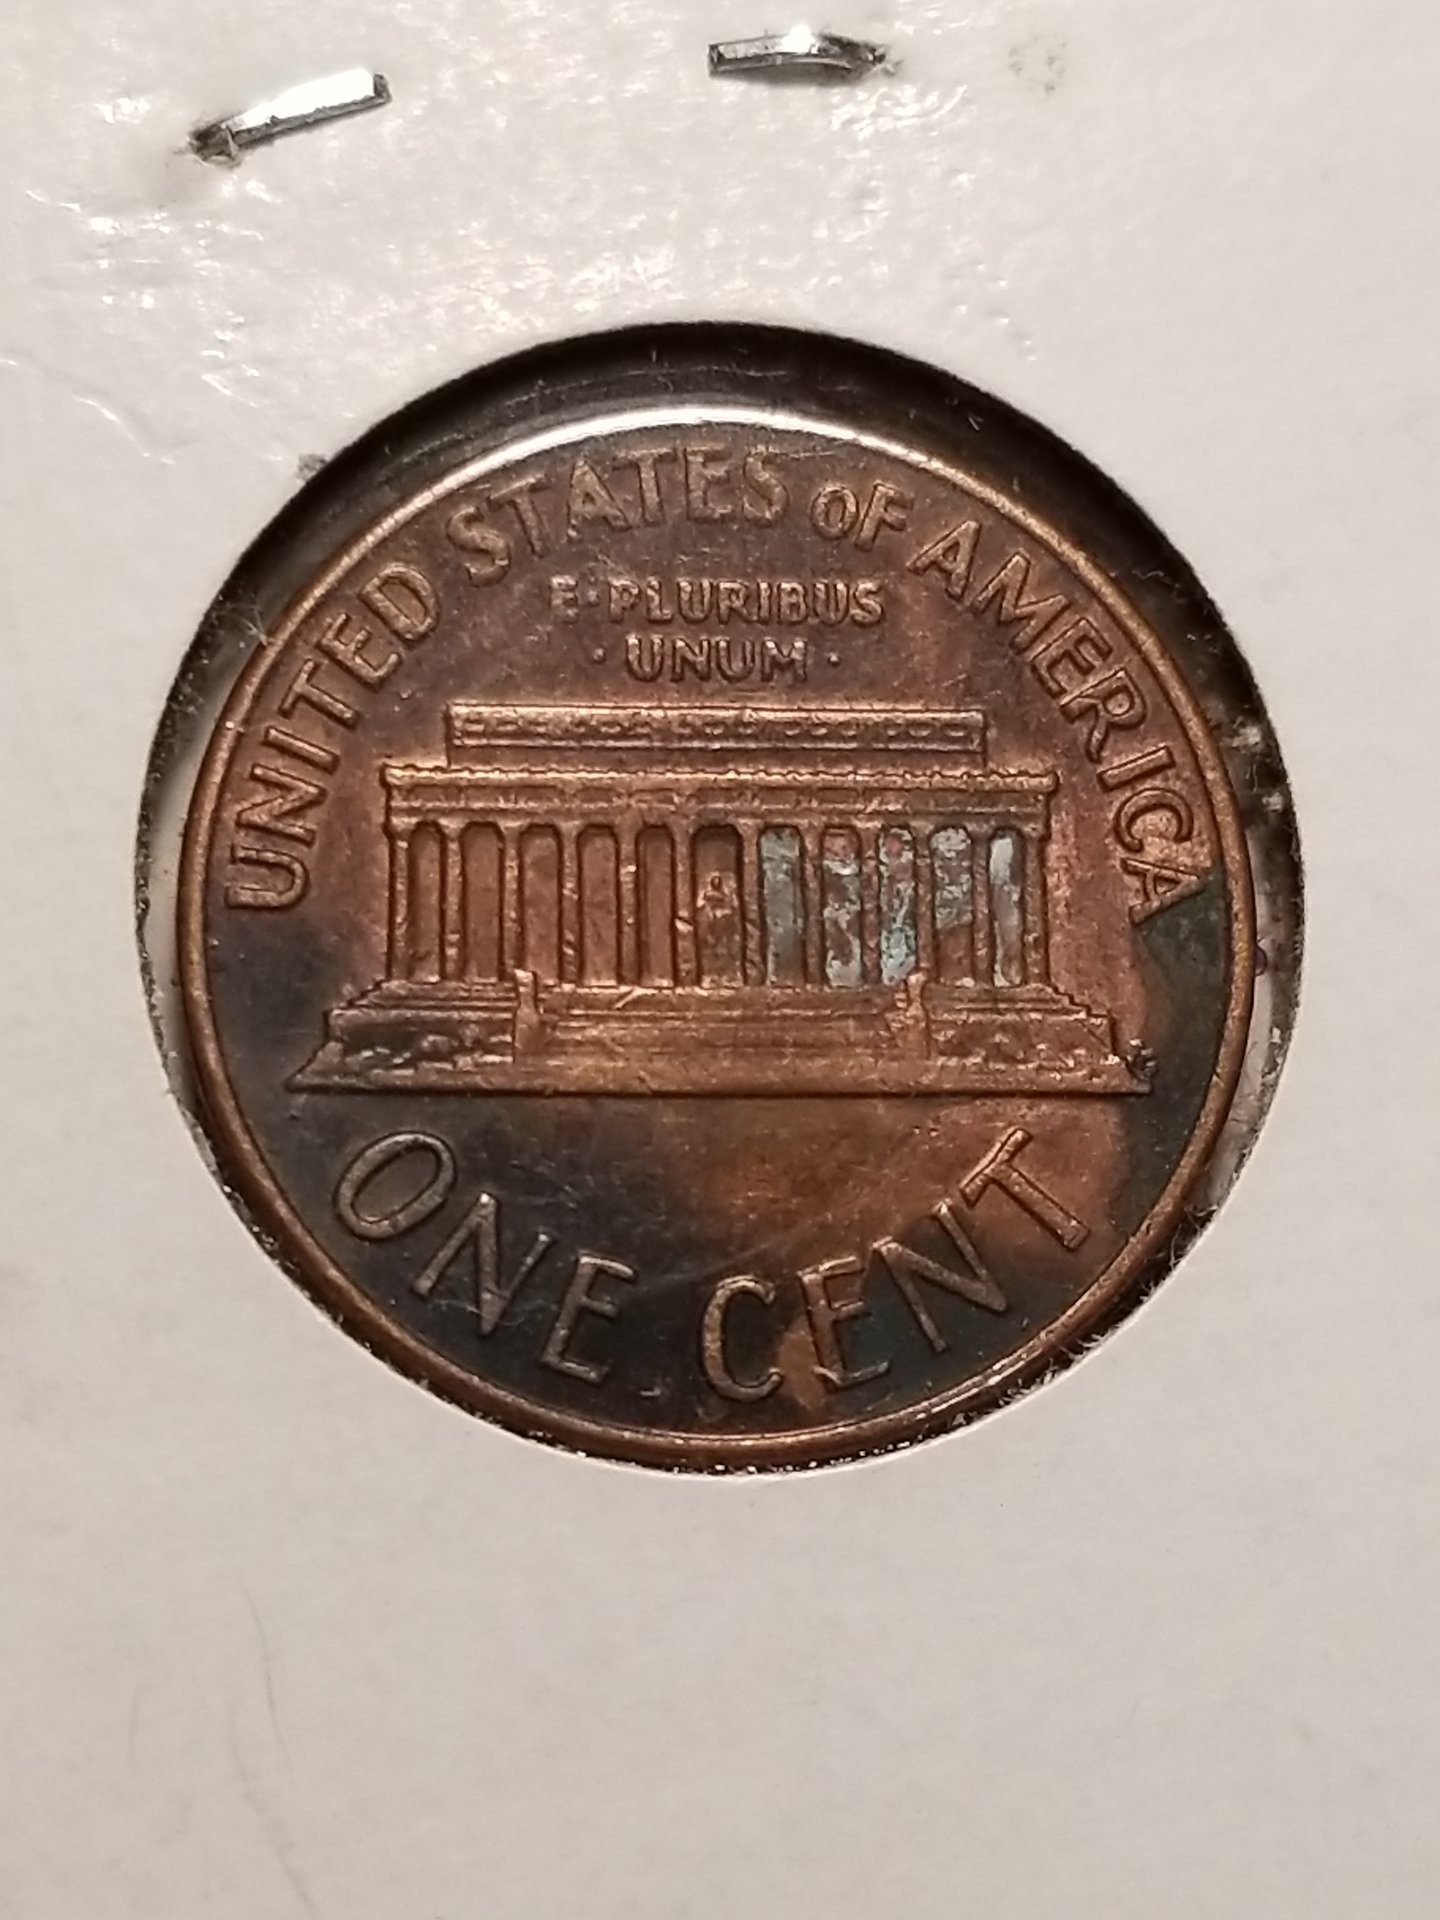 UNITED STATES OF AMERICA
E·PLURIBUS
· UNUM ·
ONE CENT